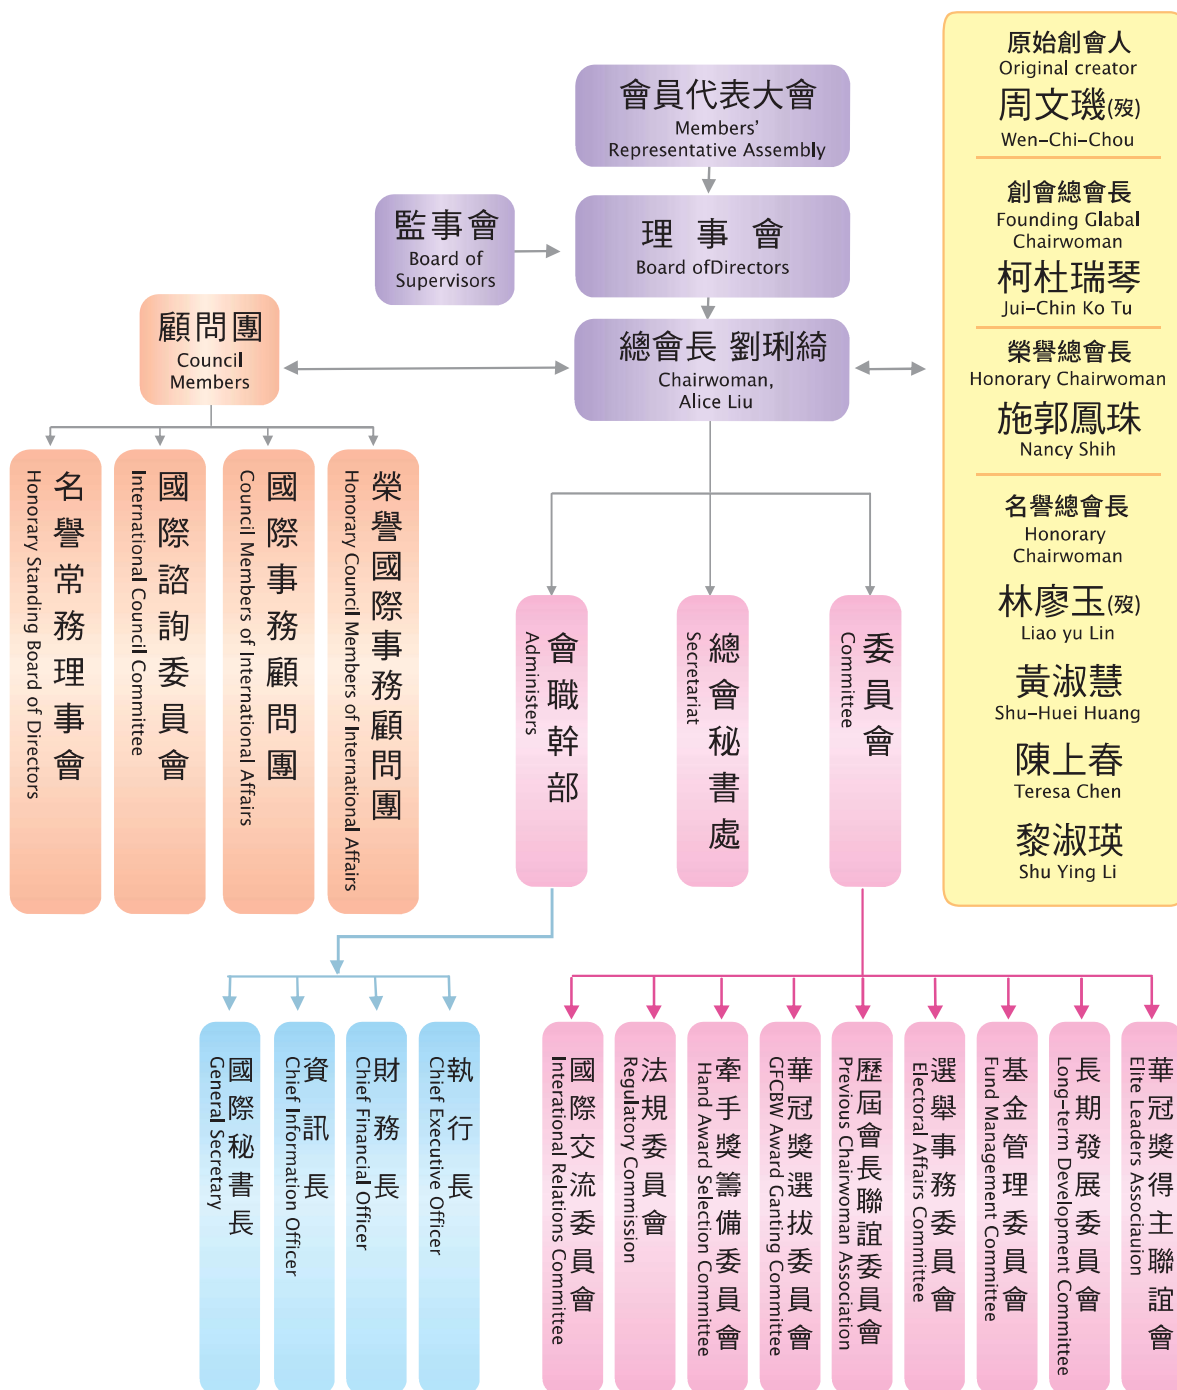 會員代表大會
Members'
Representative Assembly
監事會
Board of
Supervisors
理事會
Board ofDirectors
顧問團
Council
Members
總會長 劉琍綺
Chairwoman,
Alice Liu
原始創會人
Original creator
周文璣(歿)
Wen-Chi-Chou
創會總會長
Founding Glabal
Chairwoman
柯杜瑞琴
Jui-Chin Ko Tu
榮譽總會長
Honorary Chairwoman
施郭鳳珠
Nancy Shih
名譽總會長
Honorary
Chairwoman
林廖玉(歿)
Liao yu Lin
黃淑慧
Shu-Huei Huang
陳上春
Teresa Chen
黎淑瑛
Shu Ying Li
名譽常務理事會
Honorary Standing Board of Directors
國際諮詢委員會
International Council Committee
國際事務顧問團
Council Members of International Affairs
榮譽國際事務顧問團
Honorary Council Members of International Affairs
會職幹部
Administers
總會秘書處
Secretariat
委員會
Committee
國際秘書長
General Secretary
資訊長
Chief Information Officer
財務長
Chief Financial Officer
執行長
Chief Executive Officer
國際交流委員會
Interational Relations Committee
法規委員會
Regulatory Commission
牽手獎籌備委員會
Hand Award Selection Committee
華冠獎選拔委員會
GFCBW Award Ganting Committee
歷屆會長聯誼委員會
Previous Chairwoman Association
選舉事務委員會
Electoral Affairs Committee
基金管理委員會
Fund Management Committee
長期發展委員會
Long-term Development Committee
華冠獎得主聯誼會
Elite Leaders Associauion